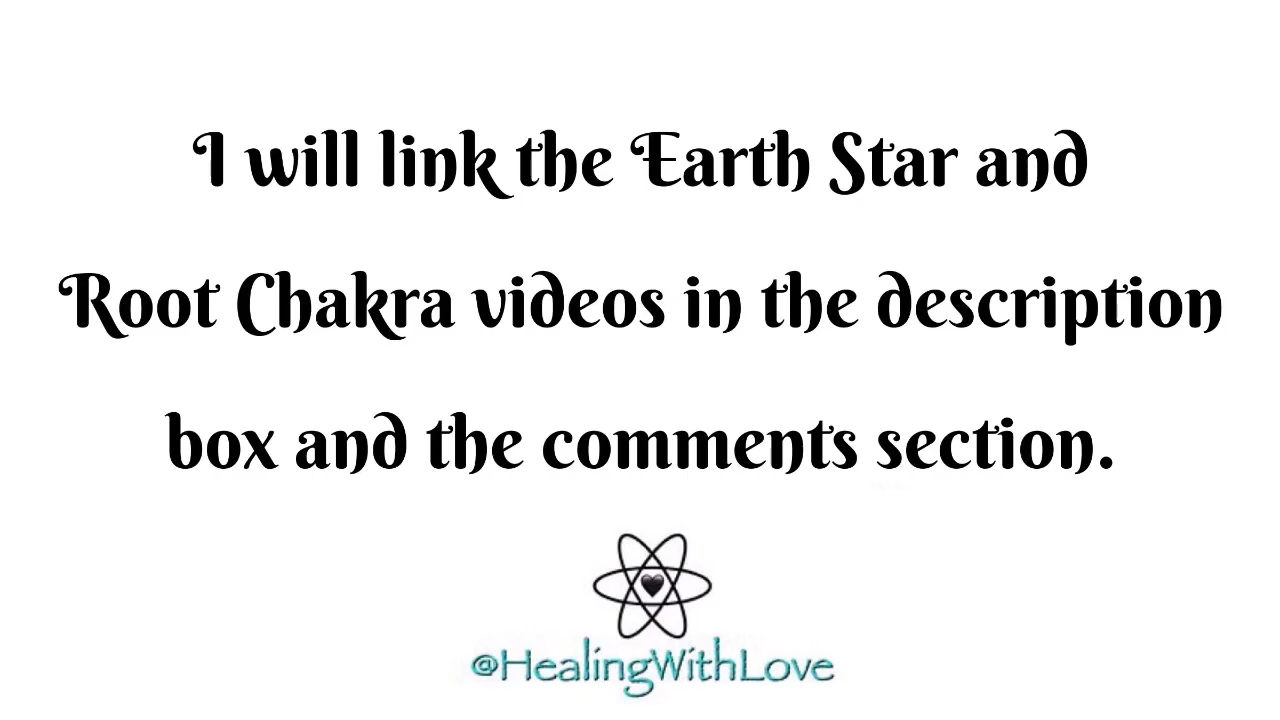 I will link the Earth Star and
Root Chakra videos in the description
box and the comments section.
@HealingWithLove